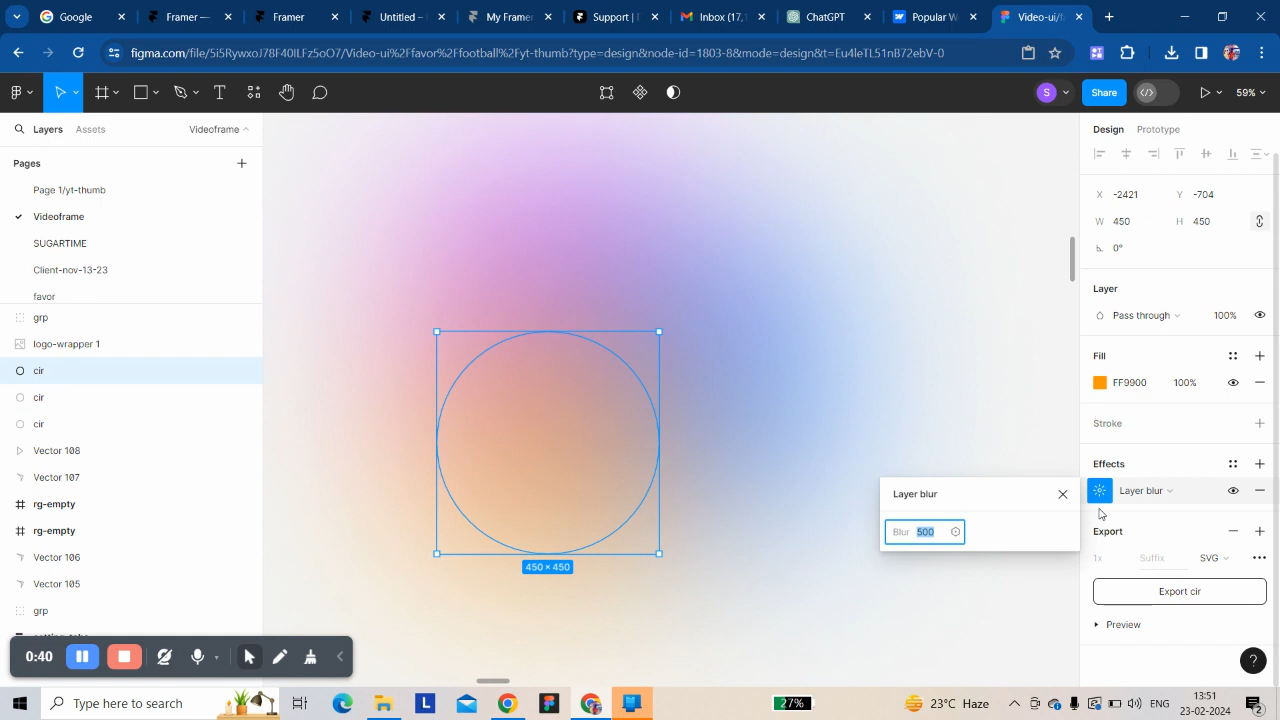 Google
Framer —
Framer
Untitled –
My Frame
Support | 
Inbox (17,1
ChatGPT
Popular W
Video-ui/f
figma.com/file/5i5RywxoJ78F40ILFz5oO7/Video-ui%2Ffavor%2Ffootball%2Fyt-thumb?type=design&node-id=1803-8&mode=design&t=Eu4leTL51nB72ebV-0
S
Share
59%
Layers
Assets
Videoframe
Pages
Page 1/yt-thumb
Videoframe
SUGARTIME
Client-nov-13-23
favor
grp
logo-wrapper 1
cir
cir
cir
Vector 108
Vector 107
rg-empty
rg-empty
Vector 106
Vector 105
grp
0:40
450 × 450
Layer blur
Blur 500
Design
Prototype
X -2421 Y -704
W 450 H 450
0°
Layer
Pass through 100%
Fill
FF9900 100%
Stroke
Effects
Layer blur
Export
1x Suffix SVG
Export cir
Preview
?
Type here to search
L
27%
23°C Haze
ENG
13:51
23-02-2024
2